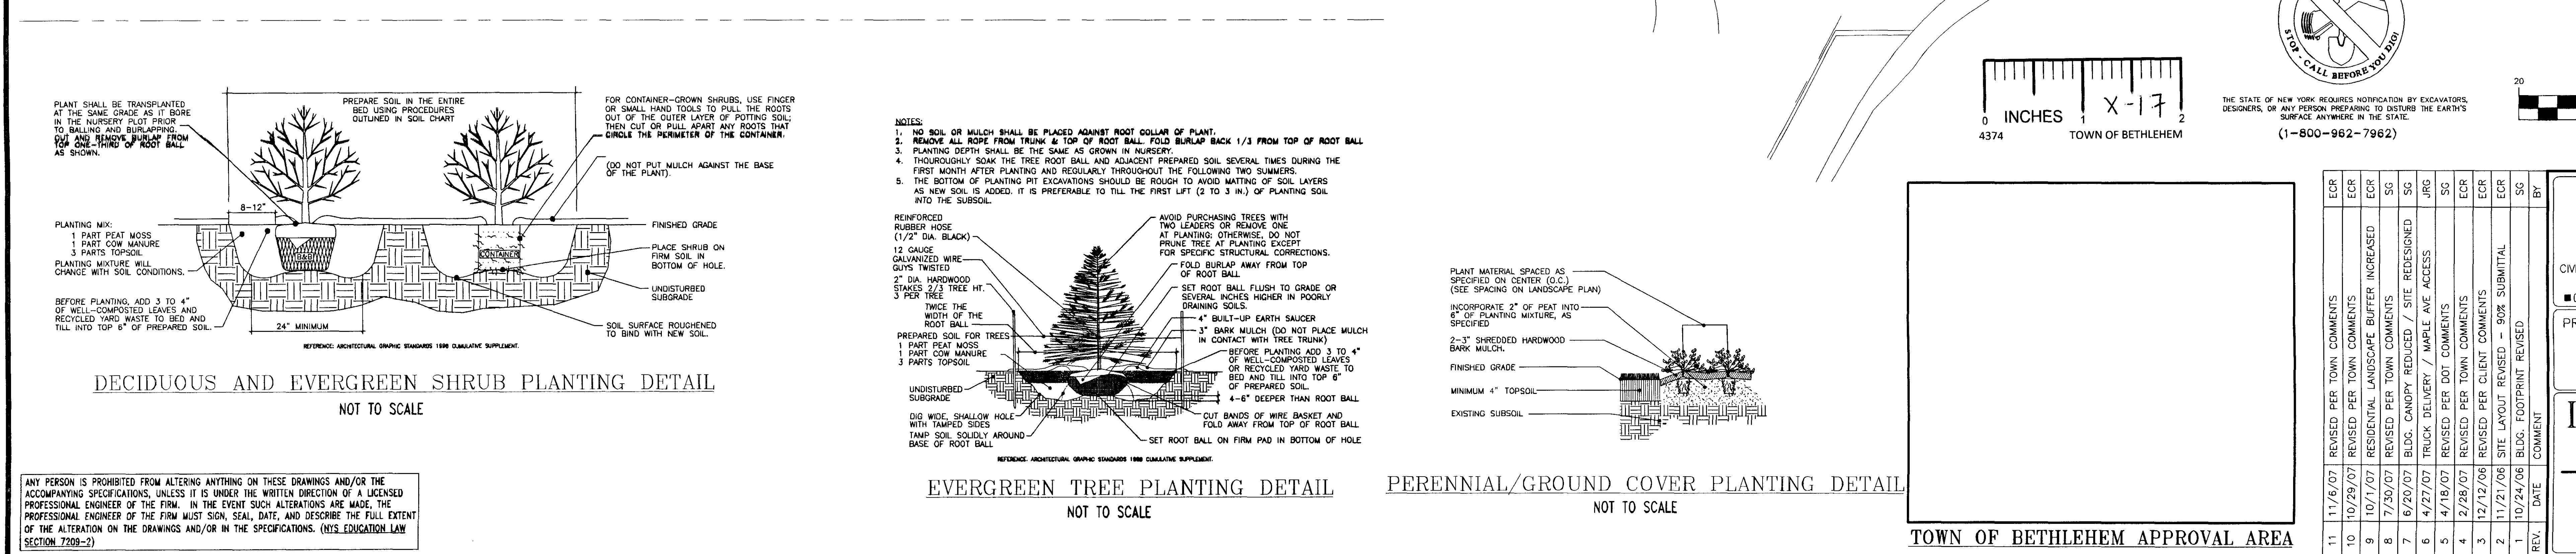 PLANT SHALL BE TRANSPLANTED
AT THE SAME GRADE AS IT BORE
IN THE NURSERY PLOT PRIOR
TO BALLING AND BURLAPPING.
CUT AND REMOVE BURLAP FROM
TOP ONE-THIRD OF ROOT BALL
AS SHOWN.
PREPARE SOIL IN THE ENTIRE
BED USING PROCEDURES
OUTLINED IN SOIL CHART
FOR CONTAINER-GROWN SHRUBS, USE FINGER
OR SMALL HAND TOOLS TO PULL THE ROOTS
OUT OF THE OUTER LAYER OF POTTING SOIL;
THEN CUT OR PULL APART ANY ROOTS THAT
CIRCLE THE PERIMETER OF THE CONTAINER.
(DO NOT PUT MULCH AGAINST THE BASE
OF THE PLANT).
8-12"
PLANTING MIX:
1 PART PEAT MOSS
1 PART COW MANURE
3 PARTS TOPSOIL
PLANTING MIXTURE WILL
CHANGE WITH SOIL CONDITIONS.
B&B
CONTAINER
FINISHED GRADE
PLACE SHRUB ON
FIRM SOIL IN
BOTTOM OF HOLE.
UNDISTURBED
SUBGRADE
BEFORE PLANTING, ADD 3 TO 4"
OF WELL-COMPOSTED LEAVES AND
RECYCLED YARD WASTE TO BED AND
TILL INTO TOP 6" OF PREPARED SOIL.
24" MINIMUM
SOIL SURFACE ROUGHENED
TO BIND WITH NEW SOIL.
REFERENCE: ARCHITECTURAL GRAPHIC STANDARDS 1998 CUMULATIVE SUPPLEMENT.
DECIDUOUS AND EVERGREEN SHRUB PLANTING DETAIL
NOT TO SCALE
ANY PERSON IS PROHIBITED FROM ALTERING ANYTHING ON THESE DRAWINGS AND/OR THE
ACCOMPANYING SPECIFICATIONS, UNLESS IT IS UNDER THE WRITTEN DIRECTION OF A LICENSED
PROFESSIONAL ENGINEER OF THE FIRM. IN THE EVENT SUCH ALTERATIONS ARE MADE, THE
PROFESSIONAL ENGINEER OF THE FIRM MUST SIGN, SEAL, DATE, AND DESCRIBE THE FULL EXTENT
OF THE ALTERATION ON THE DRAWINGS AND/OR IN THE SPECIFICATIONS. (NYS EDUCATION LAW
SECTION 7209-2)
NOTES:
1. NO SOIL OR MULCH SHALL BE PLACED AGAINST ROOT COLLAR OF PLANT.
2. REMOVE ALL ROPE FROM TRUNK & TOP OF ROOT BALL. FOLD BURLAP BACK 1/3 FROM TOP OF ROOT BALL
3. PLANTING DEPTH SHALL BE THE SAME AS GROWN IN NURSERY.
4. THOUROUGHLY SOAK THE TREE ROOT BALL AND ADJACENT PREPARED SOIL SEVERAL TIMES DURING THE
FIRST MONTH AFTER PLANTING AND REGULARLY THROUGHOUT THE FOLLOWING TWO SUMMERS.
5. THE BOTTOM OF PLANTING PIT EXCAVATIONS SHOULD BE ROUGH TO AVOID MATTING OF SOIL LAYERS
AS NEW SOIL IS ADDED. IT IS PREFERABLE TO TILL THE FIRST LIFT (2 TO 3 IN.) OF PLANTING SOIL
INTO THE SUBSOIL.
REINFORCED
RUBBER HOSE
(1/2" DIA. BLACK)
12 GAUGE
GALVANIZED WIRE
GUYS TWISTED
2" DIA. HARDWOOD
STAKES 2/3 TREE HT.
3 PER TREE
TWICE THE
WIDTH OF THE
ROOT BALL
PREPARED SOIL FOR TREES
1 PART PEAT MOSS
1 PART COW MANURE
3 PARTS TOPSOIL
UNDISTURBED
SUBGRADE
DIG WIDE, SHALLOW HOLE
WITH TAMPED SIDES
TAMP SOIL SOLIDLY AROUND
BASE OF ROOT BALL
AVOID PURCHASING TREES WITH
TWO LEADERS OR REMOVE ONE
AT PLANTING; OTHERWISE, DO NOT
PRUNE TREE AT PLANTING EXCEPT
FOR SPECIFIC STRUCTURAL CORRECTIONS.
FOLD BURLAP AWAY FROM TOP
OF ROOT BALL
SET ROOT BALL FLUSH TO GRADE OR
SEVERAL INCHES HIGHER IN POORLY
DRAINING SOILS.
4" BUILT-UP EARTH SAUCER
3" BARK MULCH (DO NOT PLACE MULCH
IN CONTACT WITH TREE TRUNK)
BEFORE PLANTING ADD 3 TO 4"
OF WELL-COMPOSTED LEAVES
OR RECYCLED YARD WASTE TO
BED AND TILL INTO TOP 6"
OF PREPARED SOIL.
4-6" DEEPER THAN ROOT BALL
CUT BANDS OF WIRE BASKET AND
FOLD AWAY FROM TOP OF ROOT BALL
SET ROOT BALL ON FIRM PAD IN BOTTOM OF HOLE
REFERENCE: ARCHITECTURAL GRAPHIC STANDARDS 1998 CUMULATIVE SUPPLEMENT.
EVERGREEN TREE PLANTING DETAIL
NOT TO SCALE
PLANT MATERIAL SPACED AS
SPECIFIED ON CENTER (O.C.)
(SEE SPACING ON LANDSCAPE PLAN)
INCORPORATE 2" OF PEAT INTO
6" OF PLANTING MIXTURE, AS
SPECIFIED
2-3" SHREDDED HARDWOOD
BARK MULCH.
FINISHED GRADE
MINIMUM 4" TOPSOIL
EXISTING SUBSOIL
PERENNIAL/GROUND COVER PLANTING DETAIL
NOT TO SCALE
0 INCHES 1 X-17 2
4374 TOWN OF BETHLEHEM
STOP - CALL BEFORE YOU DIG!
THE STATE OF NEW YORK REQUIRES NOTIFICATION BY EXCAVATORS,
DESIGNERS, OR ANY PERSON PREPARING TO DISTURB THE EARTH'S
SURFACE ANYWHERE IN THE STATE.
(1-800-962-7962)
20
TOWN OF BETHLEHEM APPROVAL AREA
11 11/6/07 REVISED PER TOWN COMMENTS ECR
10 10/29/07 REVISED PER TOWN COMMENTS ECR
9 10/1/07 RESIDENTIAL LANDSCAPE BUFFER INCREASED ECR
8 7/30/07 REVISED PER TOWN COMMENTS SG
7 6/20/07 BLDG. CANOPY REDUCED / SITE REDESIGNED SG
6 4/27/07 TRUCK DELIVERY / MAPLE AVE ACCESS JRG
5 4/18/07 REVISED PER DOT COMMENTS SG
4 2/28/07 REVISED PER TOWN COMMENTS ECR
3 12/12/06 REVISED PER CLIENT COMMENTS ECR
2 11/21/06 SITE LAYOUT REVISED - 90% SUBMITTAL ECR
1 10/24/06 BLDG. FOOTPRINT REVISED SG
REV. DATE COMMENT BY